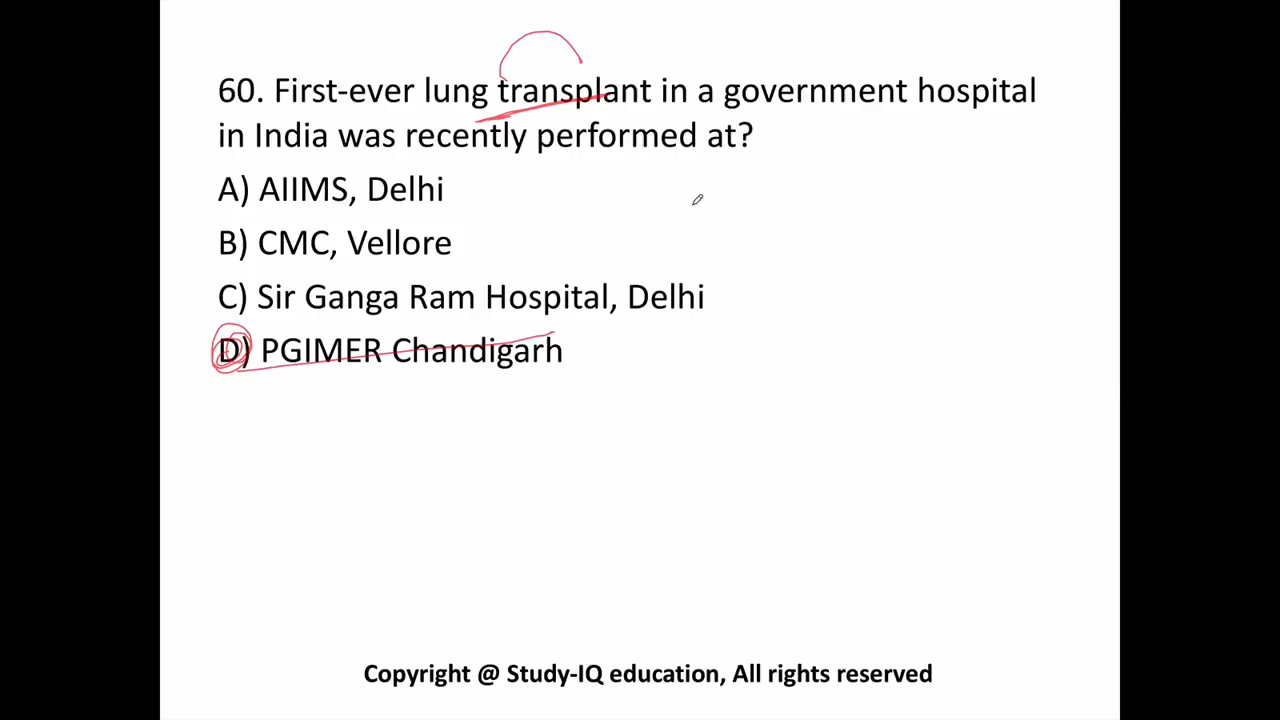 60. First-ever lung transplant in a government hospital
in India was recently performed at?
A) AIIMS, Delhi
B) CMC, Vellore
C) Sir Ganga Ram Hospital, Delhi
D) PGIMER Chandigarh
Copyright @ Study-IQ education, All rights reserved